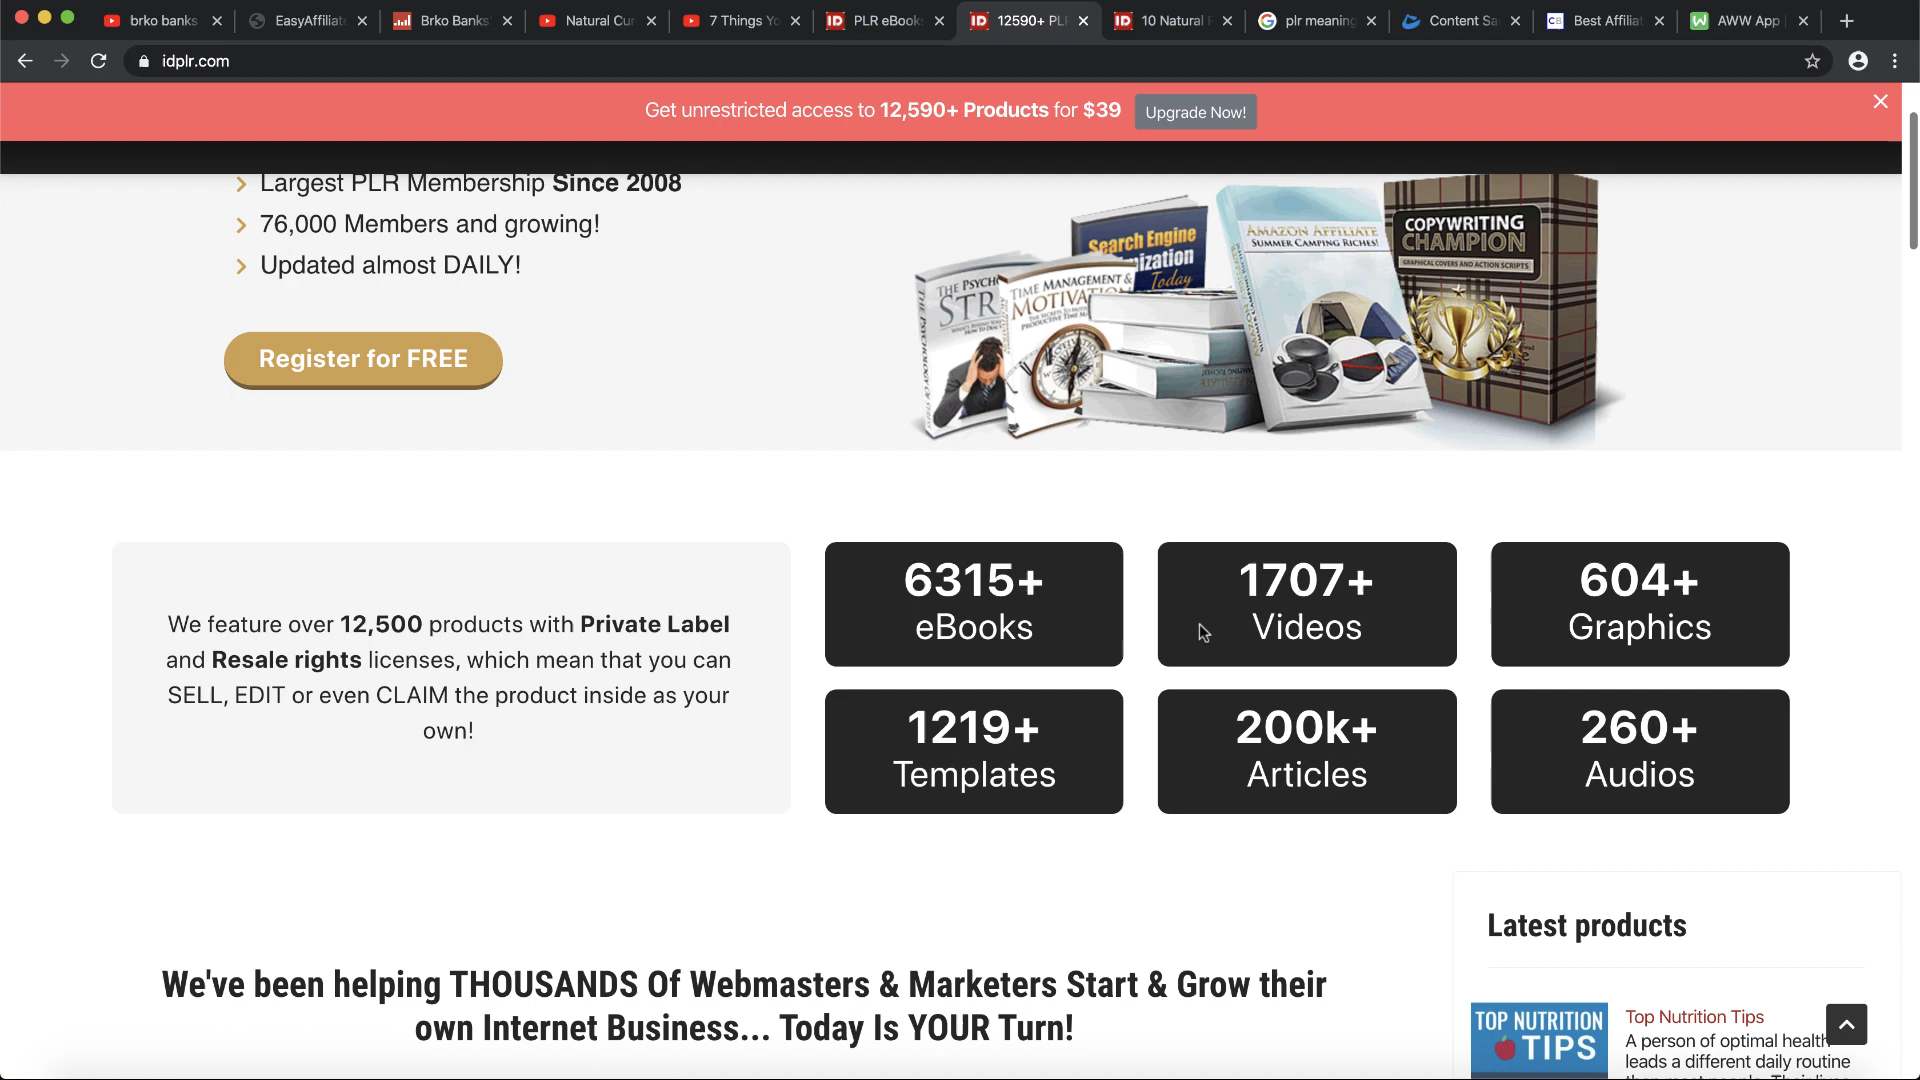 brko banks
EasyAffiliate
Brko Banks'
Natural Cur
7 Things Yo
PLR eBook
12590+ PL
10 Natural
plr meaning
Content Sa
Best Affiliat
AWW App
idplr.com
Get unrestricted access to 12,590+ Products for $39
Upgrade Now!
Largest PLR Membership Since 2008
76,000 Members and growing!
Updated almost DAILY!
Register for FREE
Search Engine
Today
TIME MANAGEMENT &
AMAZON AFFILIATE
SUMMER CAMPING RICHES!
COPYWRITING
CHAMPION
GRAPHICAL COVERS AND ACTION SCRIPTS
We feature over 12,500 products with Private Label
and Resale rights licenses, which mean that you can
SELL, EDIT or even CLAIM the product inside as your
own!
6315+
eBooks
1707+
Videos
604+
Graphics
1219+
Templates
200k+
Articles
260+
Audios
We've been helping THOUSANDS Of Webmasters & Marketers Start & Grow their
own Internet Business... Today Is YOUR Turn!
Latest products
TOP NUTRITION
TIPS
Top Nutrition Tips
A person of optimal health
leads a different daily routine